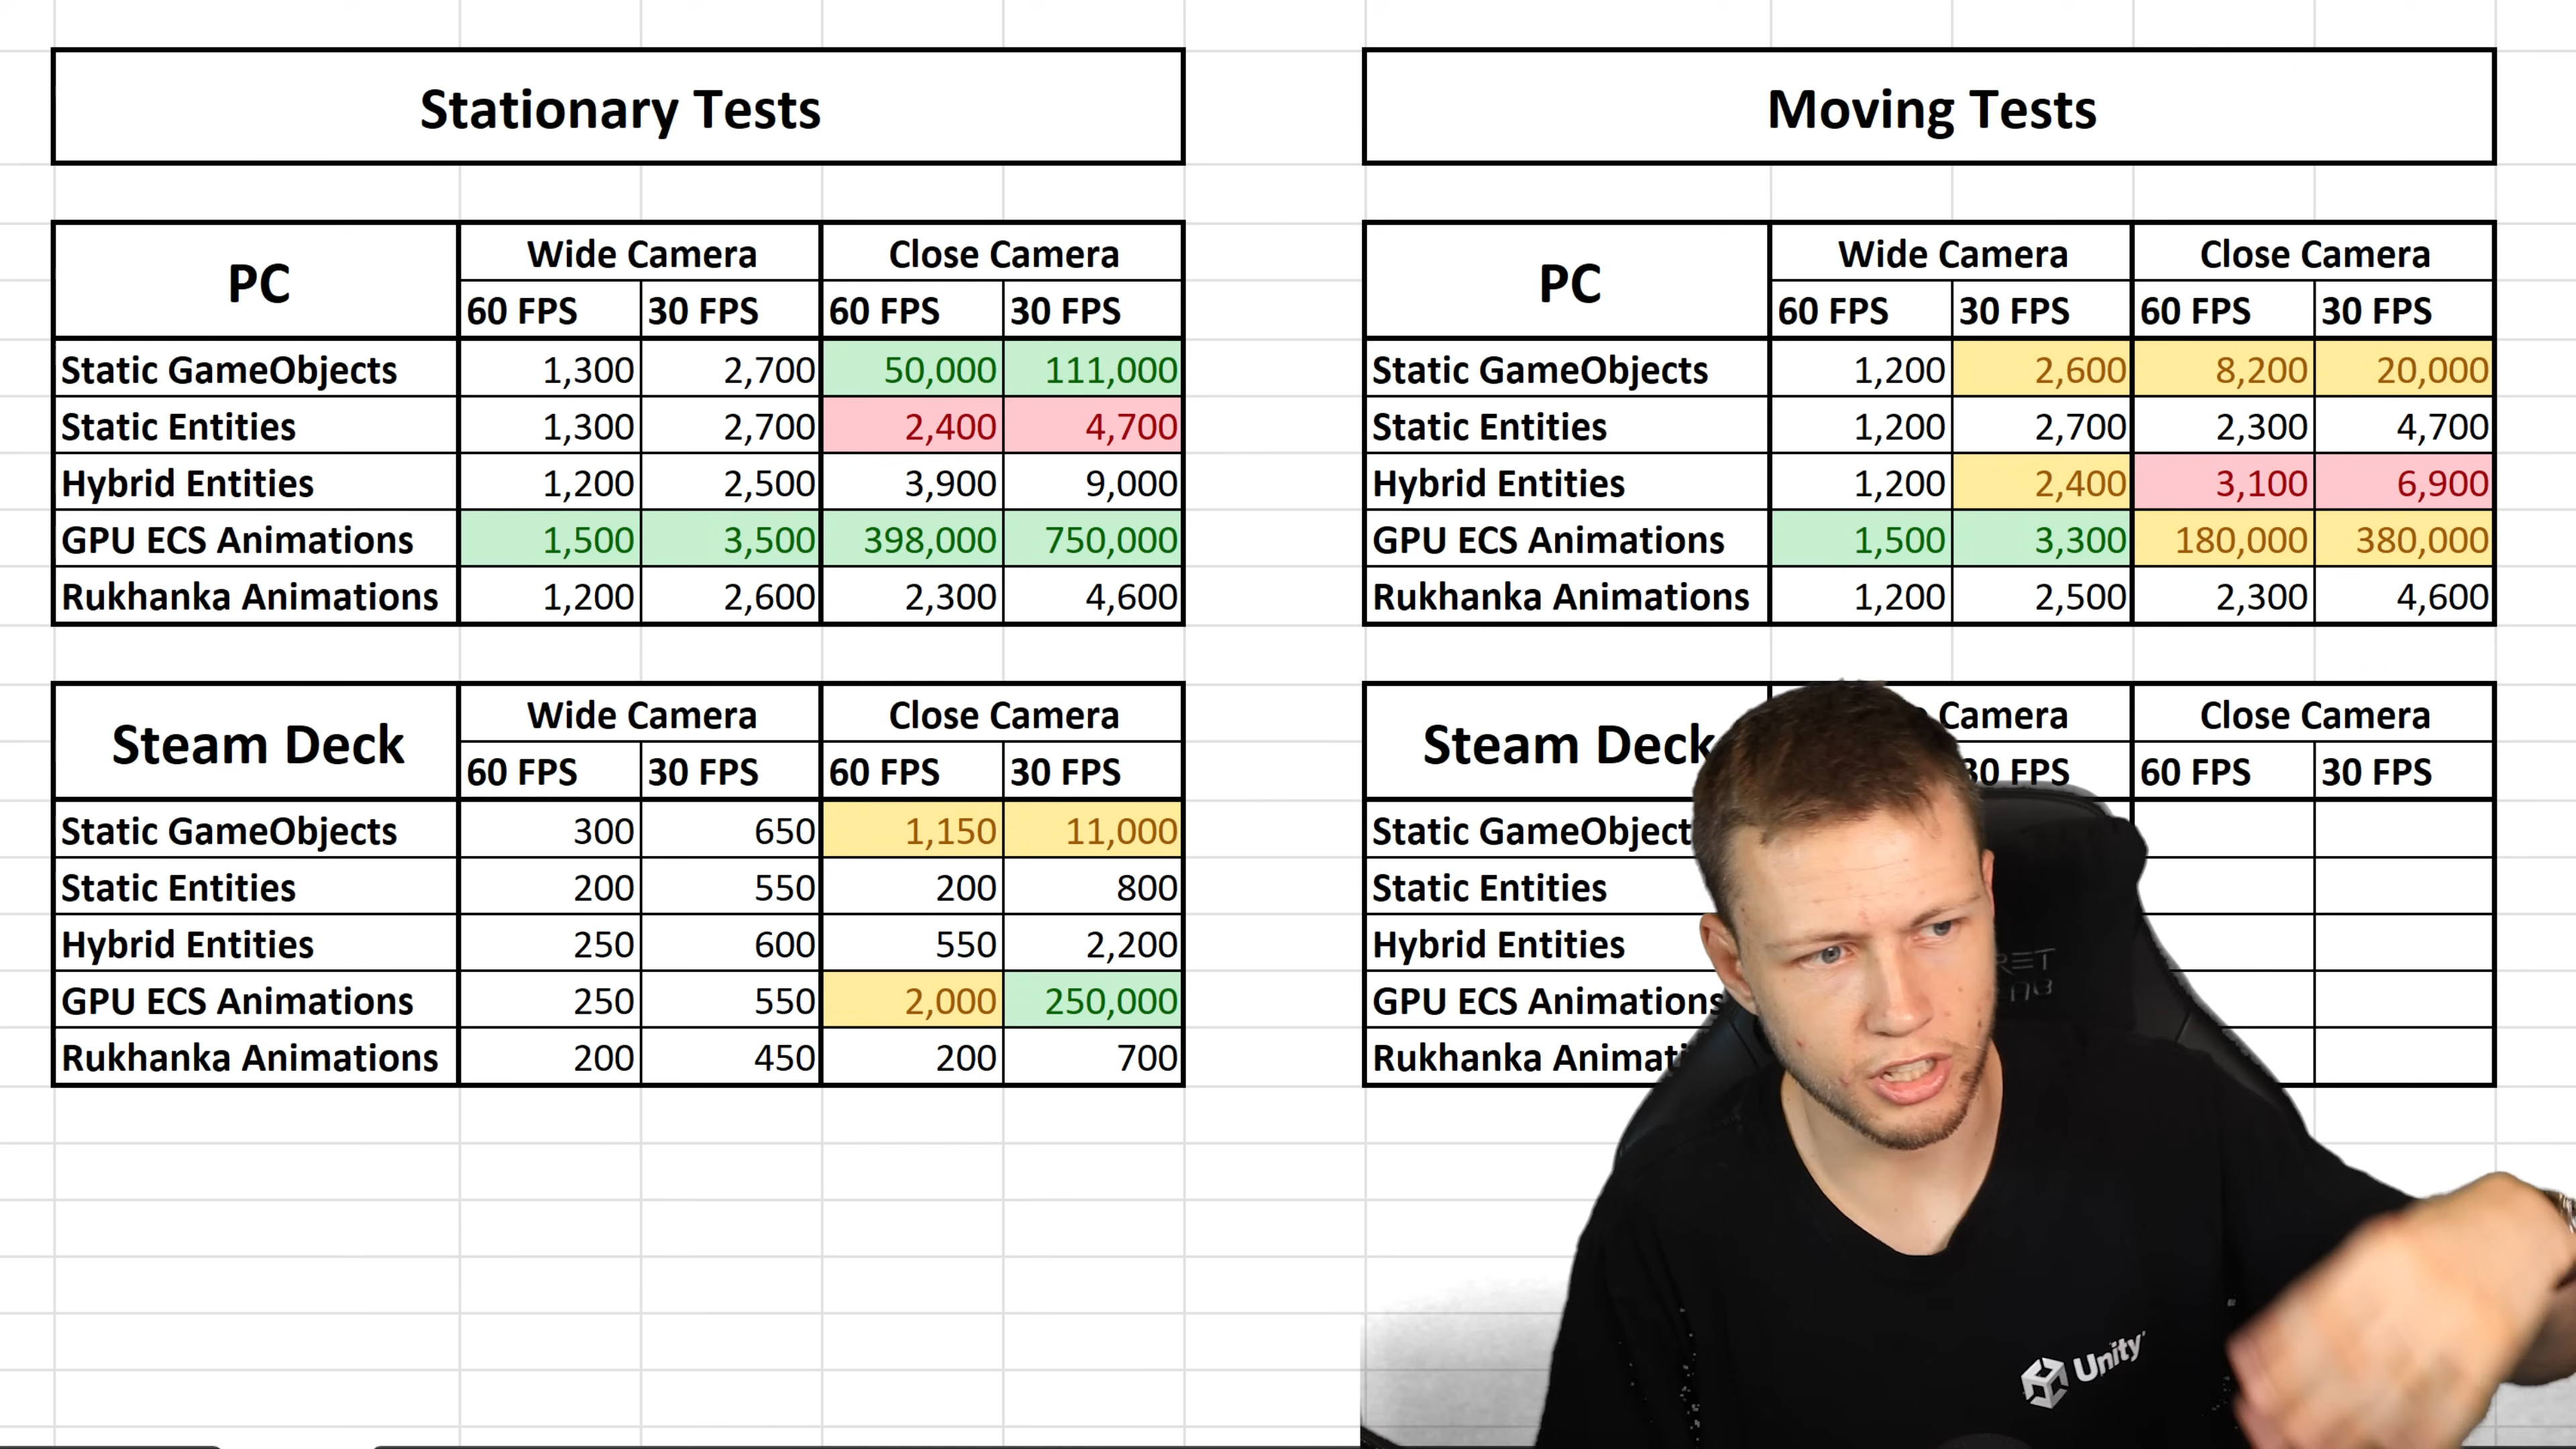 Stationary Tests
PC Wide Camera Close Camera
60 FPS 30 FPS 60 FPS 30 FPS
Static GameObjects 1,300 2,700 50,000 111,000
Static Entities 1,300 2,700 2,400 4,700
Hybrid Entities 1,200 2,500 3,900 9,000
GPU ECS Animations 1,500 3,500 398,000 750,000
Rukhanka Animations 1,200 2,600 2,300 4,600
Steam Deck Wide Camera Close Camera
60 FPS 30 FPS 60 FPS 30 FPS
Static GameObjects 300 650 1,150 11,000
Static Entities 200 550 200 800
Hybrid Entities 250 600 550 2,200
GPU ECS Animations 250 550 2,000 250,000
Rukhanka Animations 200 450 200 700
Moving Tests
PC Wide Camera Close Camera
60 FPS 30 FPS 60 FPS 30 FPS
Static GameObjects 1,200 2,600 8,200 20,000
Static Entities 1,200 2,700 2,300 4,700
Hybrid Entities 1,200 2,400 3,100 6,900
GPU ECS Animations 1,500 3,300 180,000 380,000
Rukhanka Animations 1,200 2,500 2,300 4,600
Steam Deck Camera Close Camera
30 FPS 60 FPS 30 FPS
Static GameObject
Static Entities
Hybrid Entities
GPU ECS Animations
Rukhanka Animati
Unity